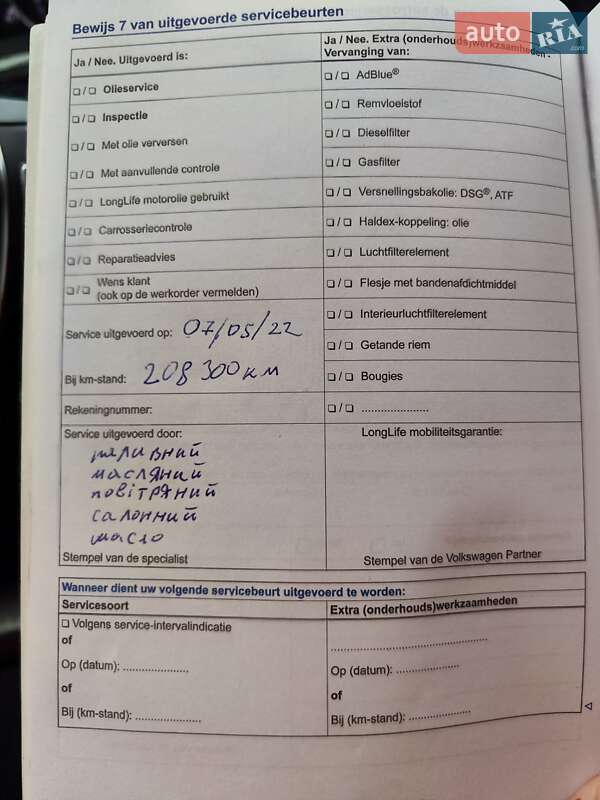 Bewijs 7 van uitgevoerde servicebeurten
auto RIA .com
Ja / Nee. Uitgevoerd is:
❑ / ❑ Olieservice
❑ / ❑ Inspectie
❑ / ❑ Met olie verversen
❑ / ❑ Met aanvullende controle
❑ / ❑ LongLife motorolie gebruikt
❑ / ❑ Carrosseriecontrole
❑ / ❑ Reparatieadvies
❑ / ❑ Wens klant
(ook op de werkorder vermelden)
Service uitgevoerd op: 07/05/22
Bij km-stand: 208 300 км
Rekeningnummer:
Service uitgevoerd door:
паливний
масляний
повітряний
салонний
масло
Stempel van de specialist
Ja / Nee. Extra (onderhouds)werkzaamheden.
Vervanging van:
❑ / ❑ AdBlue®
❑ / ❑ Remvloeistof
❑ / ❑ Dieselfilter
❑ / ❑ Gasfilter
❑ / ❑ Versnellingsbakolie: DSG®, ATF
❑ / ❑ Haldex-koppeling: olie
❑ / ❑ Luchtfilterelement
❑ / ❑ Flesje met bandenafdichtmiddel
❑ / ❑ Interieurluchtfilterelement
❑ / ❑ Getande riem
❑ / ❑ Bougies
❑ / ❑ .....................
LongLife mobiliteitsgarantie:
Stempel van de Volkswagen Partner
Wanneer dient uw volgende servicebeurt uitgevoerd te worden:
Servicesoort
❑ Volgens service-intervalindicatie
of
Op (datum): .....................
of
Bij (km-stand): .....................
Extra (onderhouds)werkzaamheden
..................................................
Op (datum): .....................
of
Bij (km-stand): .....................